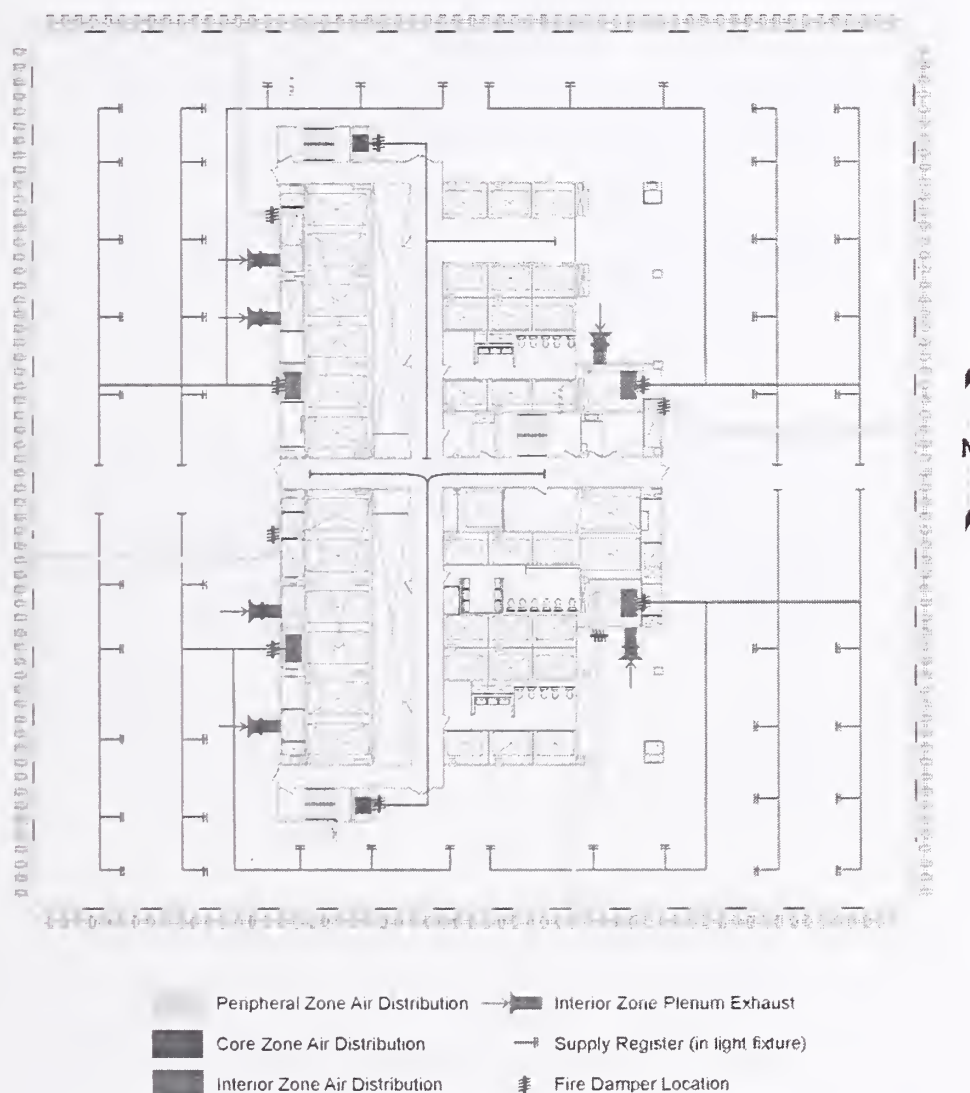 N
Peripheral Zone Air Distribution
Interior Zone Plenum Exhaust
Core Zone Air Distribution
Supply Register (in light fixture)
Interior Zone Air Distribution
Fire Damper Location